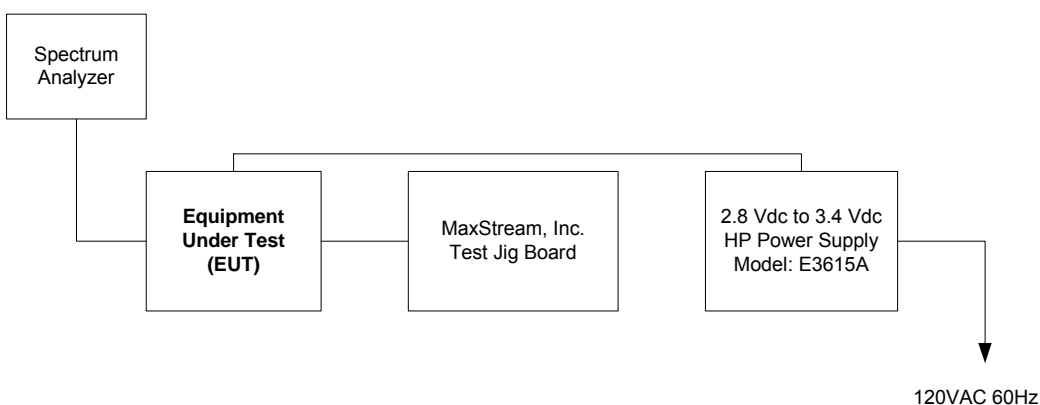 Spectrum
Analyzer
Equipment
Under Test
(EUT)
MaxStream, Inc.
Test Jig Board
2.8 Vdc to 3.4 Vdc
HP Power Supply
Model: E3615A
120VAC 60Hz